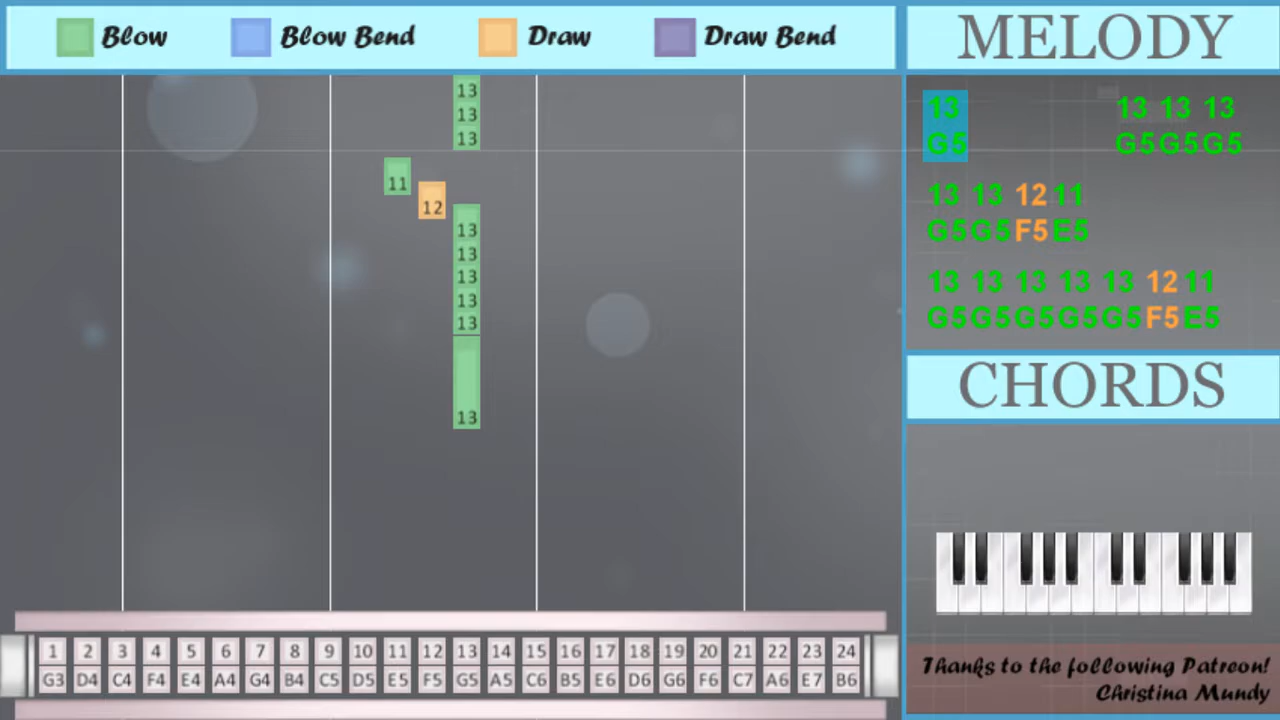 Blow Blow Bend Draw Draw Bend
MELODY
13
13
13
11
12
13
13
13
13
13
13
13 13 13 13
G5 G5 G5 G5
13 13 12 11
G5 G5 F5 E5
13 13 13 13 13 12 11
G5 G5 G5 G5 G5 F5 E5
CHORDS
1 2 3 4 5 6 7 8 9 10 11 12 13 14 15 16 17 18 19 20 21 22 23 24
G3 D4 C4 F4 E4 A4 G4 B4 C5 D5 E5 F5 G5 A5 C6 B5 E6 D6 G6 F6 C7 A6 E7 B6
Thanks to the following Patreon!
Christina Mundy